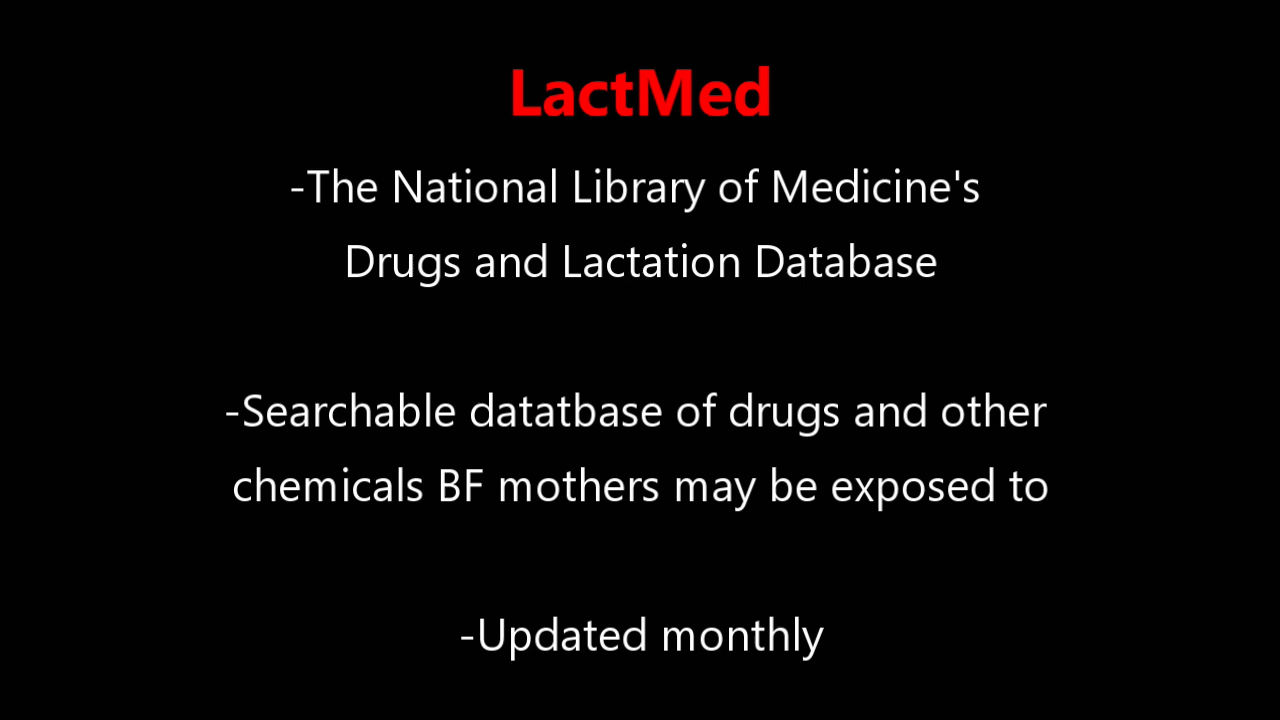 LactMed
-The National Library of Medicine's
Drugs and Lactation Database
-Searchable datatbase of drugs and other
chemicals BF mothers may be exposed to
-Updated monthly